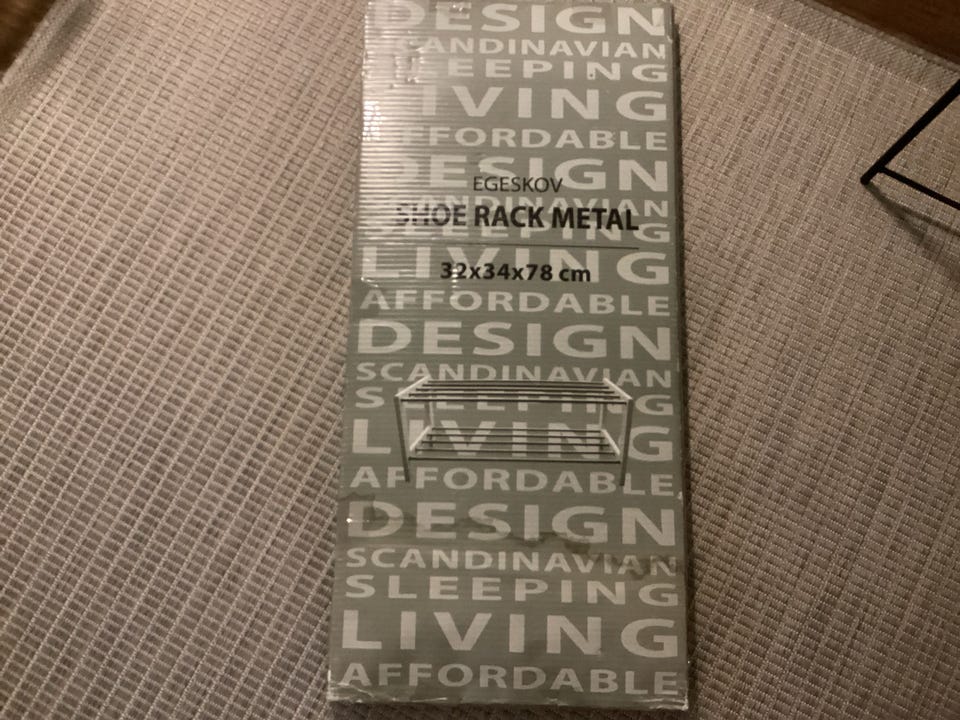 DESIGN
SCANDINAVIAN
SLEEPING
LIVING
AFFORDABLE
DESIGN
EGESKOV
SCANDINAVIAN
SHOE RACK METAL
SLEEPING
LIVING
32x34x78 cm
AFFORDABLE
DESIGN
SCANDINAVIAN
SLEEPING
LIVING
AFFORDABLE
DESIGN
SCANDINAVIAN
SLEEPING
LIVING
AFFORDABLE